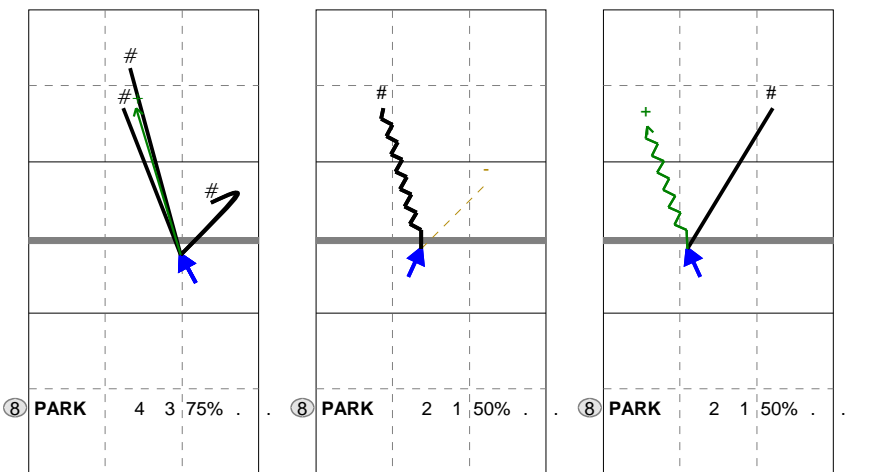 #
#+
#
⑧ PARK 4 3 75% . .
#
-
⑧ PARK 2 1 50% . .
+
#
⑧ PARK 2 1 50% . .